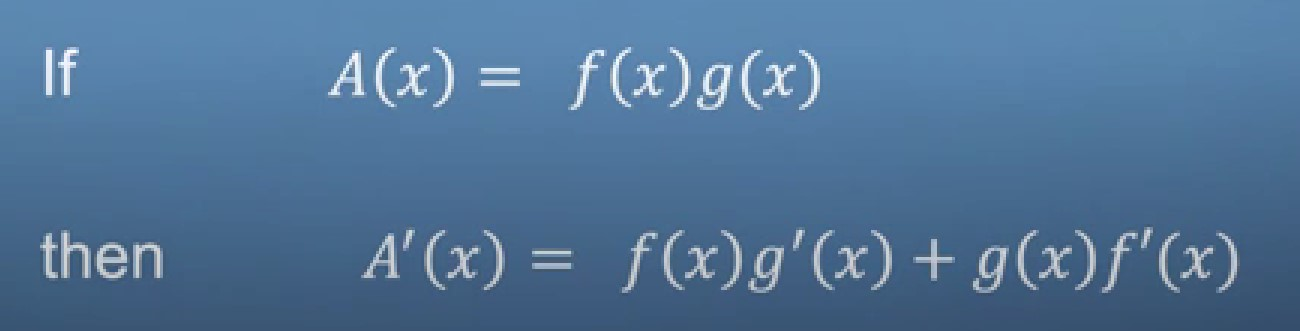 If A(x) = f(x)g(x)
then A′(x) = f(x)g′(x) + g(x)f′(x)